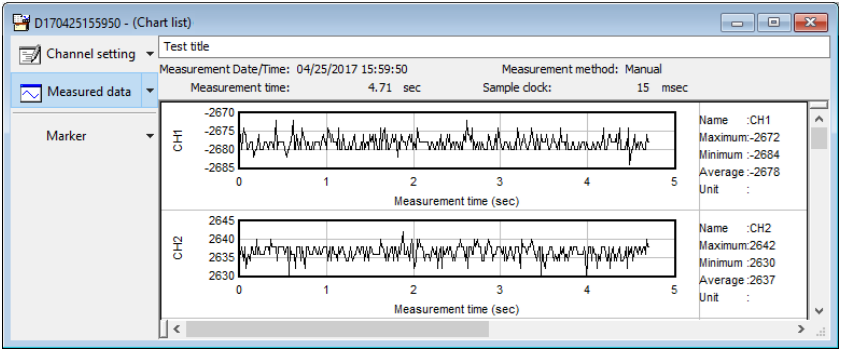 D170425155950 - (Chart list)
Channel setting
Test title
Measurement Date/Time: 04/25/2017 15:59:50 Measurement method: Manual
Measured data
Measurement time: 4.71 sec Sample clock: 15 msec
Marker
CH1
-2670
-2675
-2680
-2685
0 1 2 3 4 5
Measurement time (sec)
Name :CH1
Maximum:-2672
Minimum :-2684
Average :-2678
Unit :
CH2
2645
2640
2635
2630
0 1 2 3 4 5
Measurement time (sec)
Name :CH2
Maximum:2642
Minimum :2630
Average :2637
Unit :